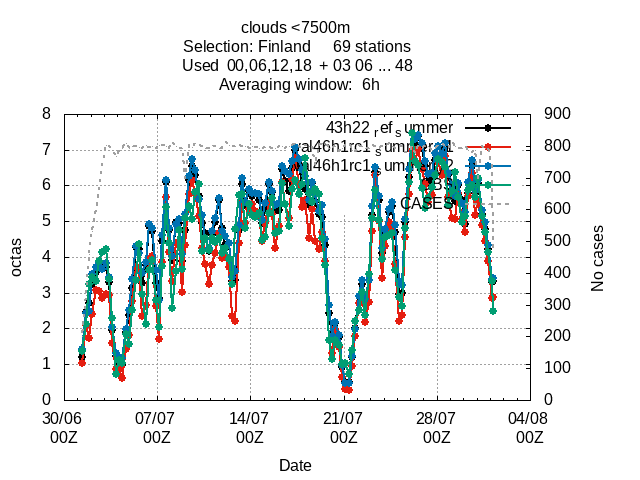 clouds <7500m
Selection: Finland 69 stations
Used 00,06,12,18 + 03 06 ... 48
Averaging window: 6h
8
7
6
5
4
3
2
1
0
900
800
700
600
500
400
300
200
100
0
octas
No cases
43h22 ref summer
CASES
30/06 00Z
07/07 00Z
14/07 00Z
21/07 00Z
28/07 00Z
04/08 00Z
Date